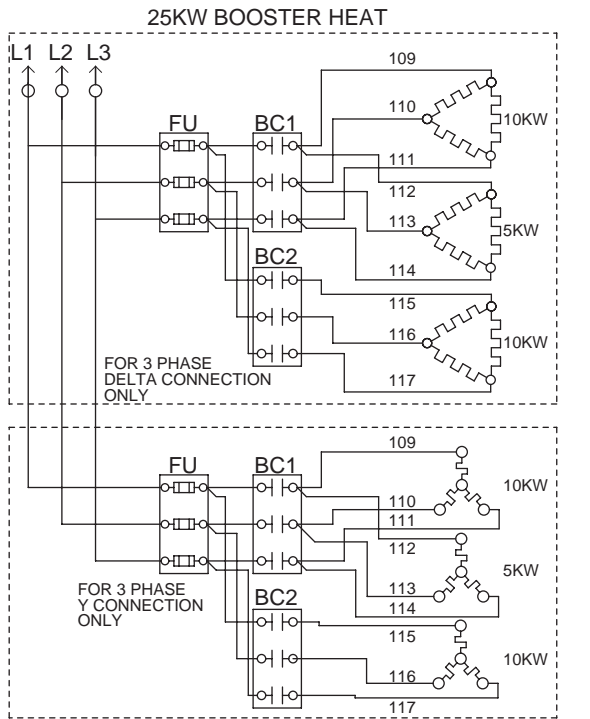 25KW BOOSTER HEAT
L1 L2 L3
109
FU BC1
110
10KW
111
112
113
5KW
114
BC2
115
116
10KW
FOR 3 PHASE
DELTA CONNECTION
ONLY
117
109
FU BC1
10KW
110
111
112
5KW
FOR 3 PHASE
Y CONNECTION
ONLY
113
BC2
114
115
10KW
116
117